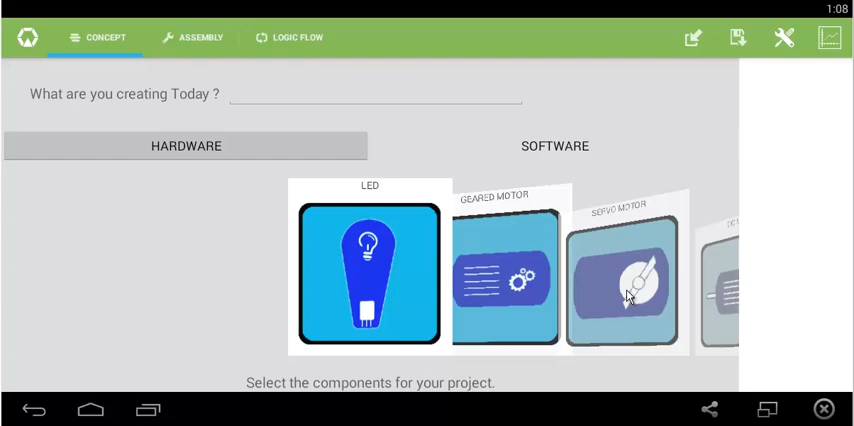 1:08
CONCEPT
ASSEMBLY
LOGIC FLOW
What are you creating Today ?
HARDWARE
SOFTWARE
LED
GEARED MOTOR
SERVO MOTOR
DC
Select the components for your project.